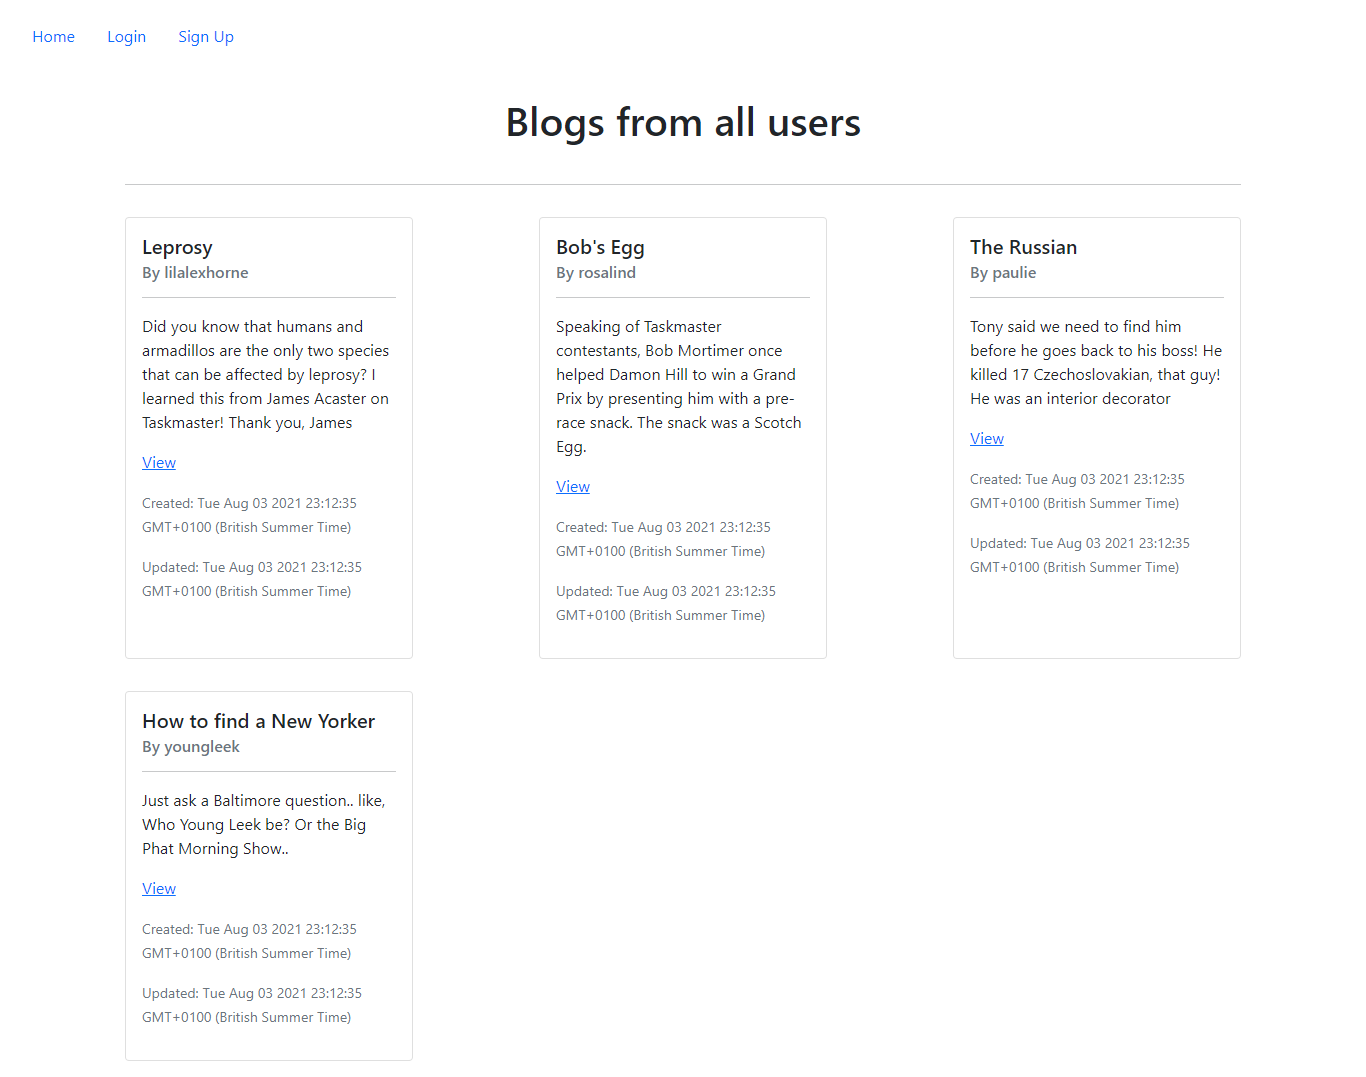 Home Login Sign Up
Blogs from all users
Leprosy
By lilalexhorne
Did you know that humans and
armadillos are the only two species
that can be affected by leprosy? I
learned this from James Acaster on
Taskmaster! Thank you, James
View
Created: Tue Aug 03 2021 23:12:35
GMT+0100 (British Summer Time)
Updated: Tue Aug 03 2021 23:12:35
GMT+0100 (British Summer Time)
Bob's Egg
By rosalind
Speaking of Taskmaster
contestants, Bob Mortimer once
helped Damon Hill to win a Grand
Prix by presenting him with a pre-
race snack. The snack was a Scotch
Egg.
View
Created: Tue Aug 03 2021 23:12:35
GMT+0100 (British Summer Time)
Updated: Tue Aug 03 2021 23:12:35
GMT+0100 (British Summer Time)
The Russian
By paulie
Tony said we need to find him
before he goes back to his boss! He
killed 17 Czechoslovakian, that guy!
He was an interior decorator
View
Created: Tue Aug 03 2021 23:12:35
GMT+0100 (British Summer Time)
Updated: Tue Aug 03 2021 23:12:35
GMT+0100 (British Summer Time)
How to find a New Yorker
By youngleek
Just ask a Baltimore question.. like,
Who Young Leek be? Or the Big
Phat Morning Show..
View
Created: Tue Aug 03 2021 23:12:35
GMT+0100 (British Summer Time)
Updated: Tue Aug 03 2021 23:12:35
GMT+0100 (British Summer Time)